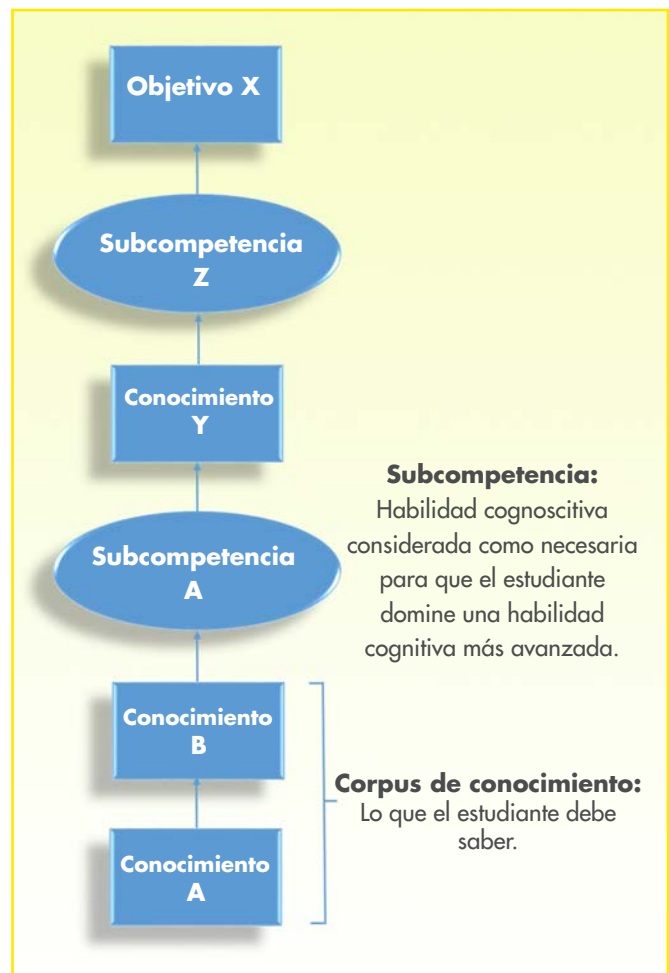 Objetivo X
Subcompetencia
Z
Conocimiento
Y
Subcompetencia:
Habilidad cognoscitiva
considerada como necesaria
para que el estudiante
domine una habilidad
cognitiva más avanzada.
Subcompetencia
A
Conocimiento
B
Corpus de conocimiento:
Lo que el estudiante debe
saber.
Conocimiento
A